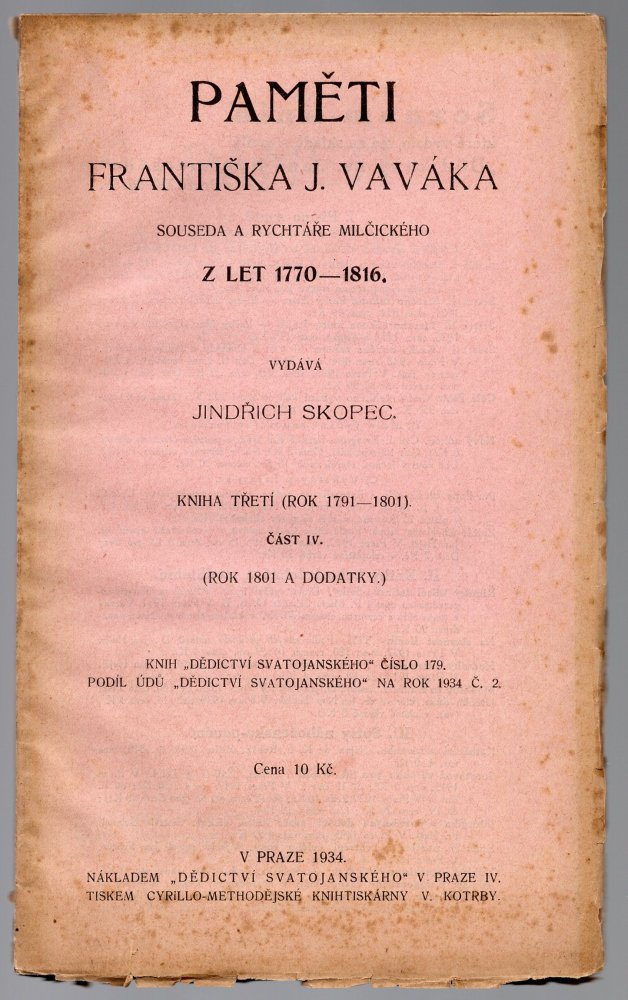 PAMĚTI
FRANTIŠKA J. VAVÁKA
SOUSEDA A RYCHTÁŘE MILČICKÉHO
Z LET 1770—1816.
VYDÁVÁ
JINDŘICH SKOPEC.
KNIHA TŘETÍ (ROK 1791—1801).
ČÁST IV.
(ROK 1801 A DODATKY.)
KNIH „DĚDICTVÍ SVATOJANSKÉHO“ ČÍSLO 179.
PODÍL ÚDŮ „DĚDICTVÍ SVATOJANSKÉHO“ NA ROK 1934 Č. 2.
Cena 10 Kč.
V PRAZE 1934.
NÁKLADEM „DĚDICTVÍ SVATOJANSKÉHO“ V PRAZE IV.
TISKEM CYRILLO-METHODĚJSKÉ KNIHTISKÁRNY V. KOTRBY.